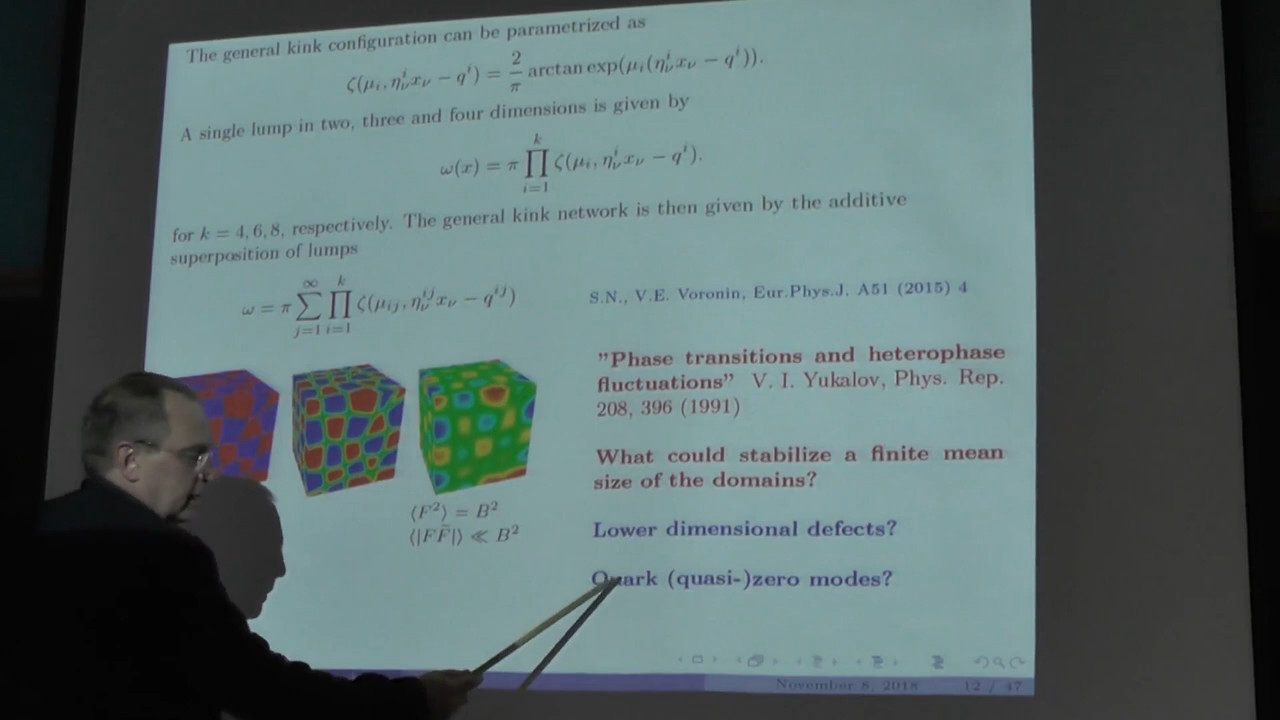 The general kink configuration can be parametrized as
ζ(μ_i, η^i_ν x_ν − q^i) = 2/π arctan exp(μ_i(η^i_ν x_ν − q^i)).
A single lump in two, three and four dimensions is given by
ω(x) = π ∏_{i=1}^{k} ζ(μ_i, η^i_ν x_ν − q^i).
for k = 4, 6, 8, respectively. The general kink network is then given by the additive
superposition of lumps
ω = π ∑_{j=1}^{∞} ∏_{i=1}^{k} ζ(μ_{ij}, η^{ij}_ν x_ν − q^{ij})
S.N., V.E. Voronin, Eur.Phys.J. A51 (2015) 4
"Phase transitions and heterophase
fluctuations" V. I. Yukalov, Phys. Rep.
208, 396 (1991)
What could stabilize a finite mean
size of the domains?
Lower dimensional defects?
Quark (quasi-)zero modes?
⟨F²⟩ = B²
⟨|FF̃|⟩ ≪ B²
November 8, 2018 12 / 47